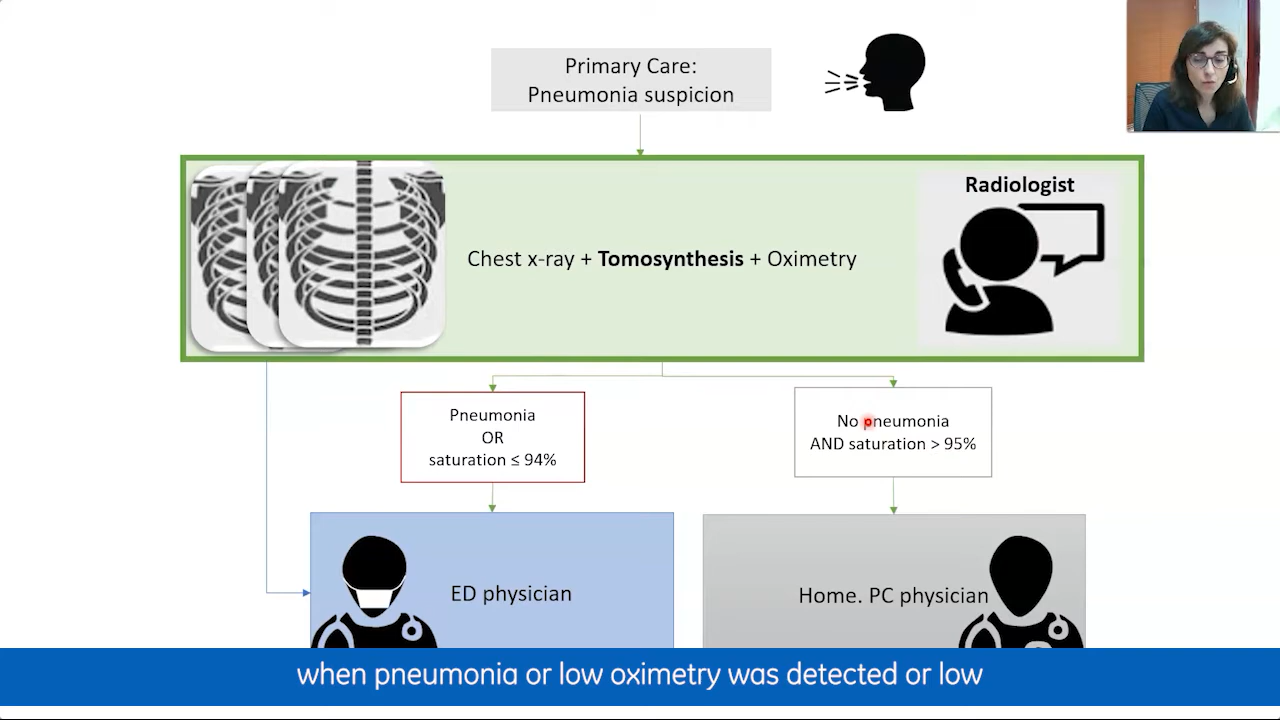 Primary Care:
Pneumonia suspicion
Radiologist
Chest x-ray + Tomosynthesis + Oximetry
Pneumonia
OR
saturation ≤ 94%
No pneumonia
AND saturation > 95%
ED physician
Home. PC physician
when pneumonia or low oximetry was detected or low